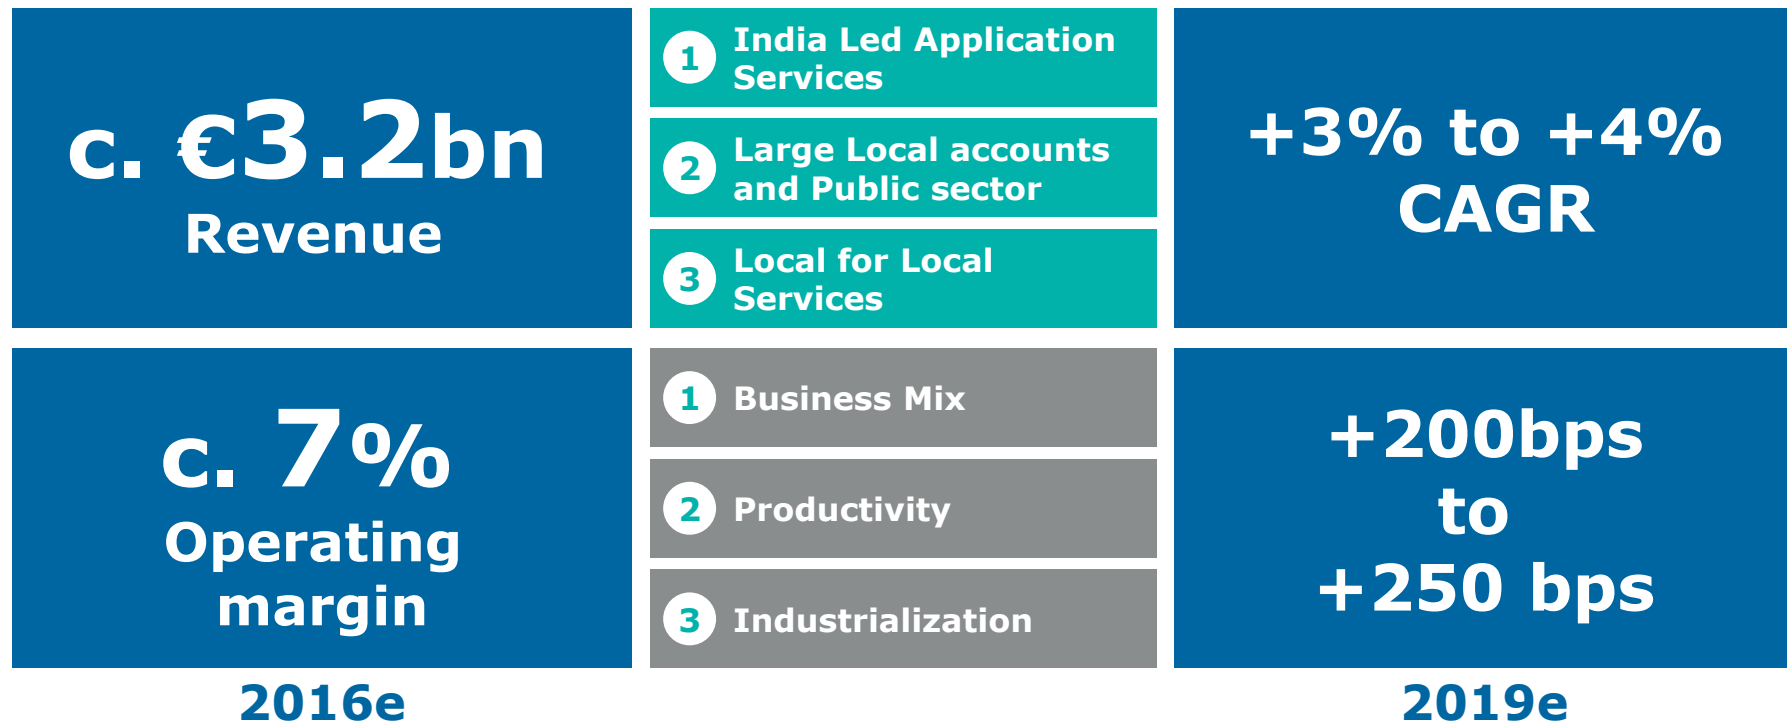 c. €3.2bn
Revenue
1
India Led Application
Services
2
Large Local accounts
and Public sector
3
Local for Local
Services
+3% to +4%
CAGR
c. 7%
Operating
margin
1
Business Mix
2
Productivity
3
Industrialization
+200bps
to
+250 bps
2016e
2019e